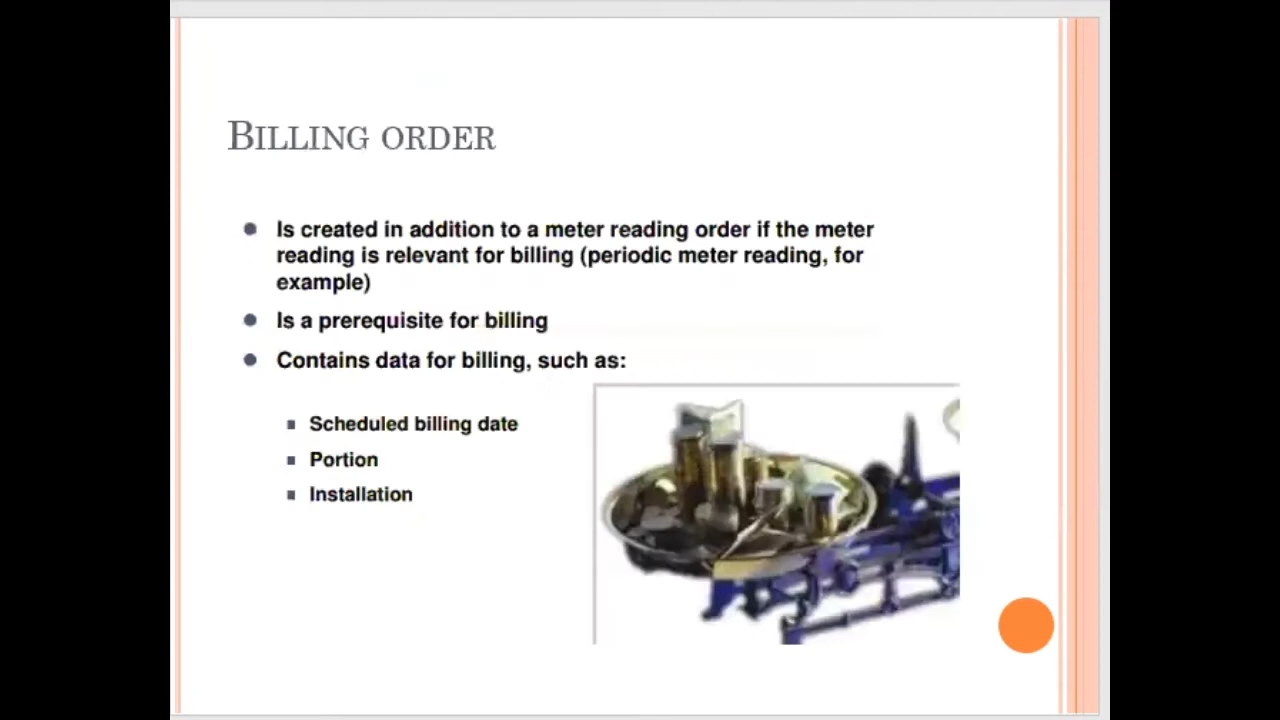 BILLING ORDER
Is created in addition to a meter reading order if the meter
reading is relevant for billing (periodic meter reading, for
example)
Is a prerequisite for billing
Contains data for billing, such as:
Scheduled billing date
Portion
Installation